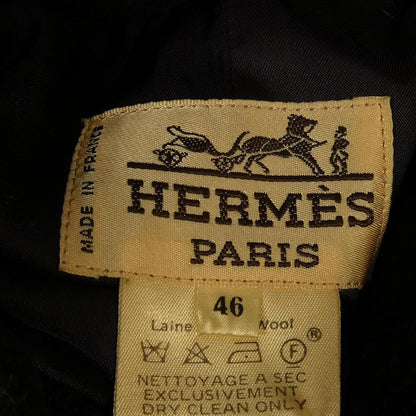 MADE IN FRANCE
HERMÈS
PARIS
46
Laine Wool
F ®
NETTOYAGE A SEC
EXCLUSIVEMENT
DRY CLEAN ONLY